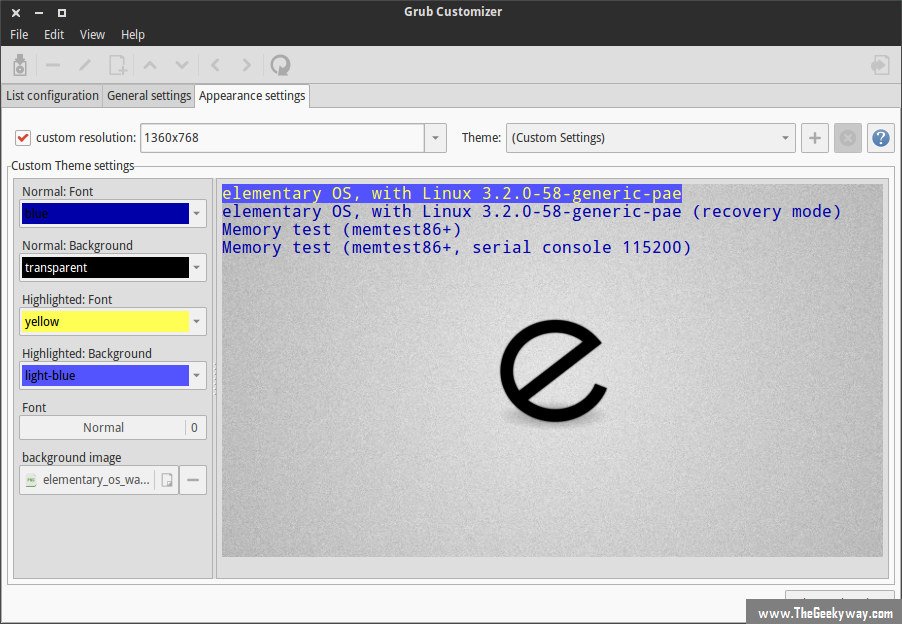 Grub Customizer
File Edit View Help
List configuration General settings Appearance settings
custom resolution: 1360x768 Theme: (Custom Settings)
Custom Theme settings
Normal: Font
blue
Normal: Background
transparent
Highlighted: Font
yellow
Highlighted: Background
light-blue
Font
Normal 0
background image
elementary_os_wa...
elementary OS, with Linux 3.2.0-58-generic-pae
elementary OS, with Linux 3.2.0-58-generic-pae (recovery mode)
Memory test (memtest86+)
Memory test (memtest86+, serial console 115200)
www.TheGeekyway.com